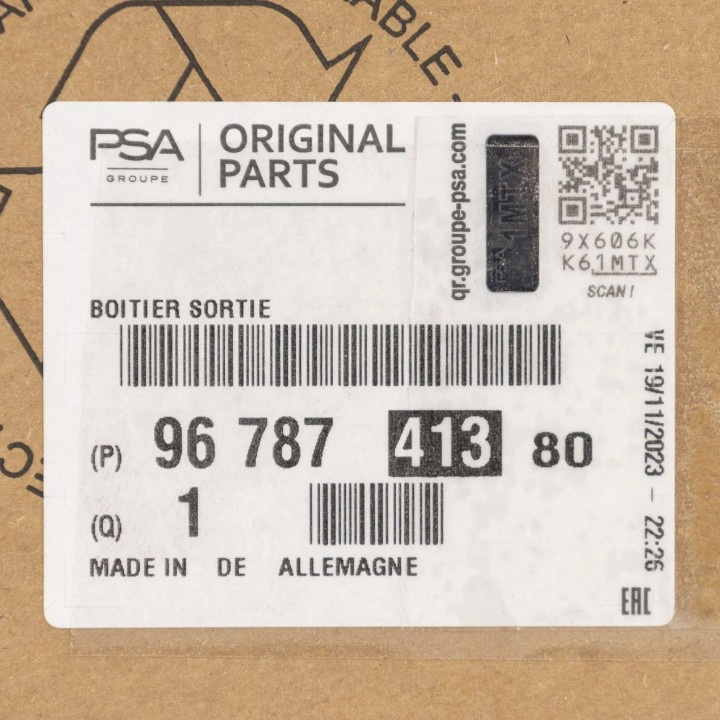 ABLE-
PSA
GROUPE
ORIGINAL
PARTS
qr.groupe-psa.com
1MTX
9X606K
K61MTX
SCAN!
BOITIER SORTIE
(P) 96 787 413 80
(Q) 1
MADE IN DE ALLEMAGNE
VE 19/11/2023 - 22:26
EAC